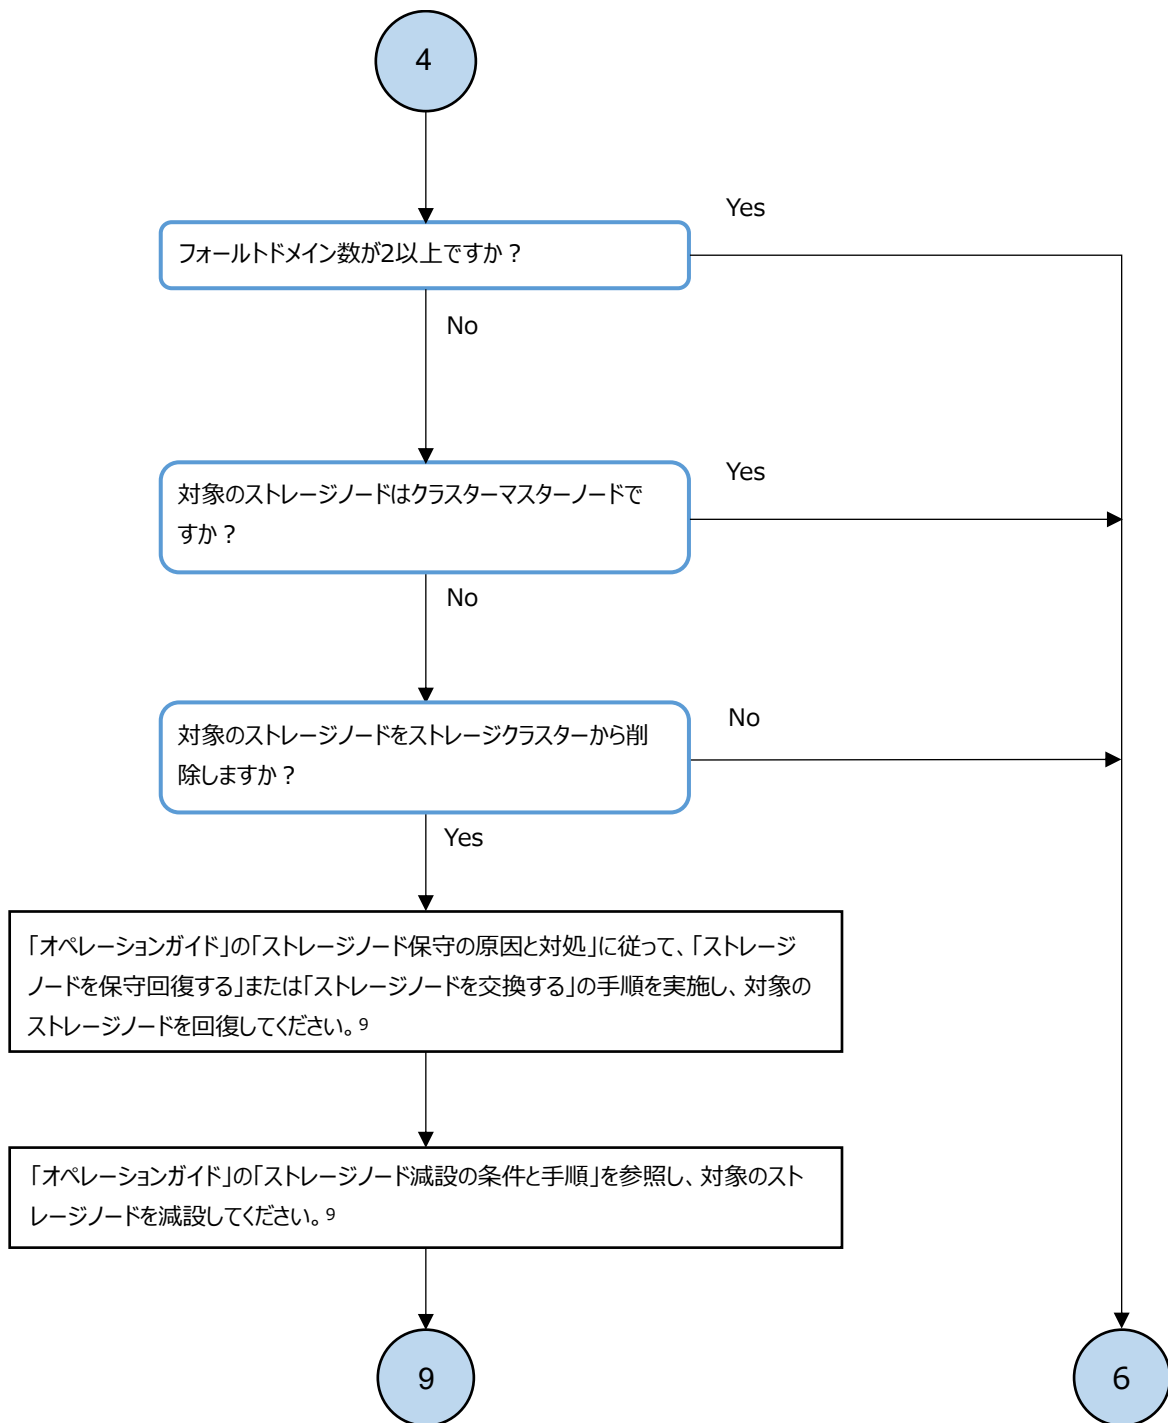 4
Yes
フォールトドメイン数が2以上ですか？
No
Yes
対象のストレージノードはクラスターマスターノードで
すか？
No
No
対象のストレージノードをストレージクラスターから削
除しますか？
Yes
「オペレーションガイド」の「ストレージノード保守の原因と対処」に従って、「ストレージ
ノードを保守回復する」または「ストレージノードを交換する」の手順を実施し、対象の
ストレージノードを回復してください。9
「オペレーションガイド」の「ストレージノード減設の条件と手順」を参照し、対象のスト
レージノードを減設してください。9
9
6